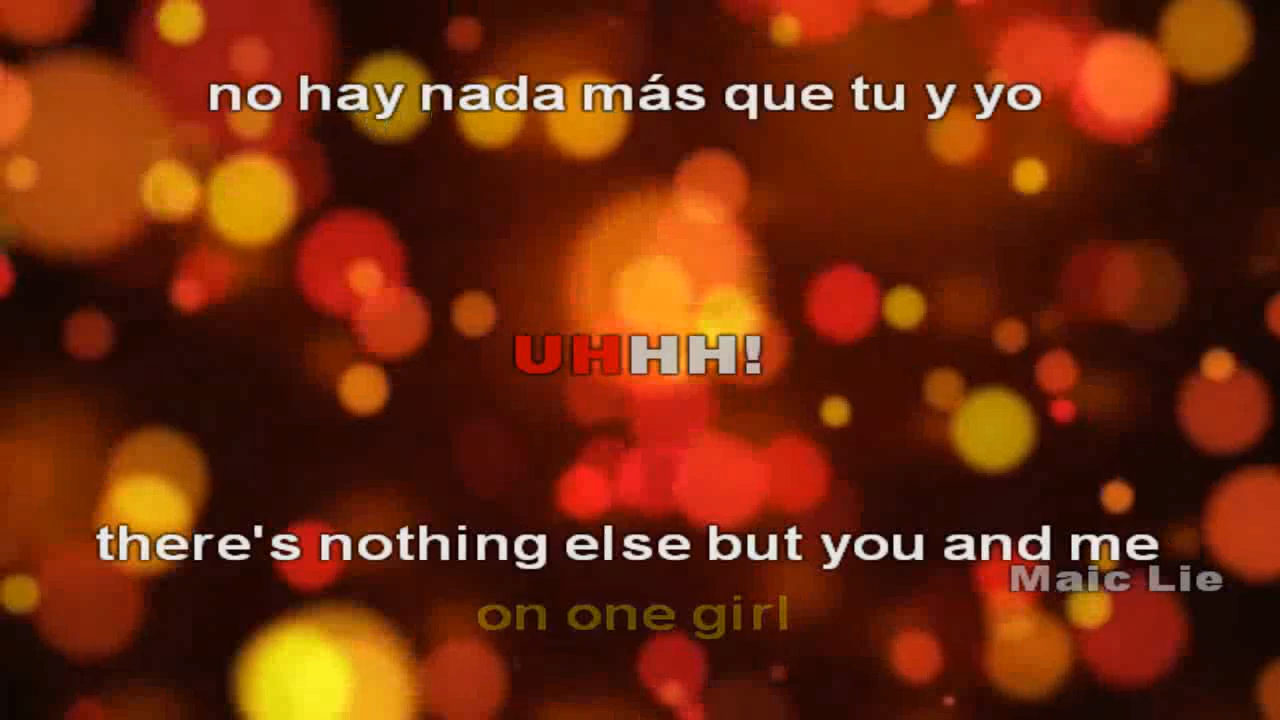 no hay nada más que tu y yo
UHHH!
there's nothing else but you and me
Maic Lie
on one girl